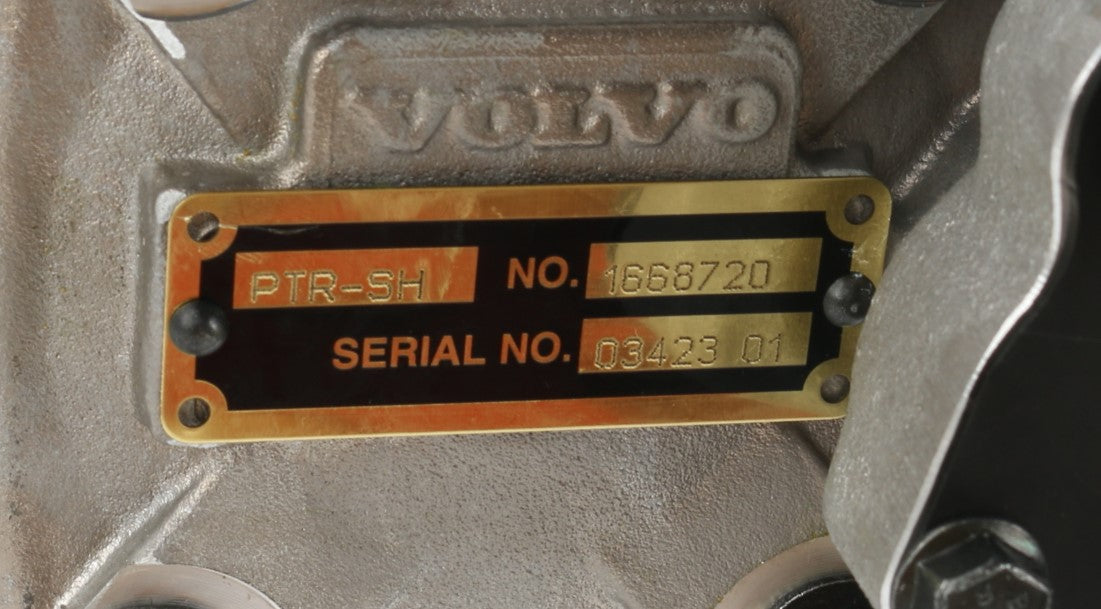 VOLVO
PTR-SH NO. 1668720
SERIAL NO. 03423 01